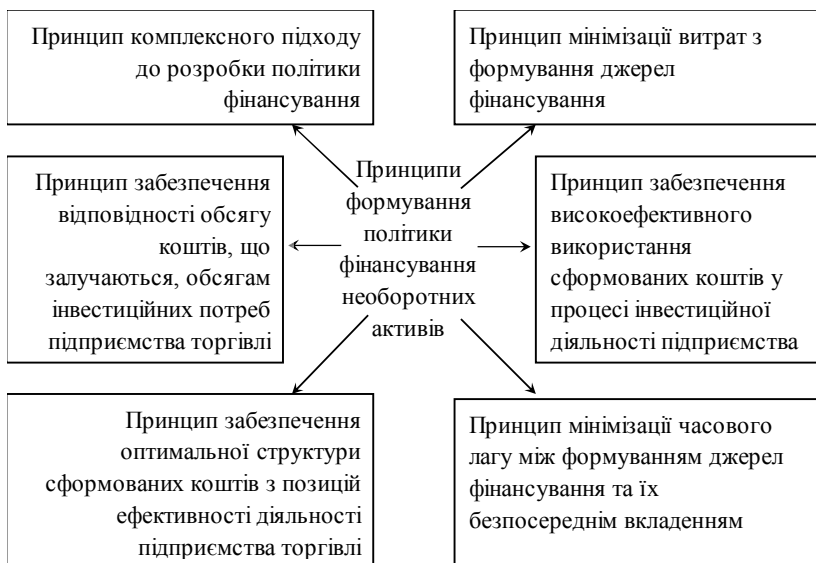 Принцип комплексного підходу
до розробки політики
фінансування
Принцип мінімізації витрат з
формування джерел
фінансування
Принцип забезпечення
відповідності обсягу
коштів, що
залучаються, обсягам
інвестиційних потреб
підприємства торгівлі
Принципи
формування
політики
фінансування
необоротних
активів
Принцип забезпечення
високоефективного
використання
сформованих коштів у
процесі інвестиційної
діяльності підприємства
Принцип забезпечення
оптимальної структури
сформованих коштів з позицій
ефективності діяльності
підприємства торгівлі
Принцип мінімізації часового
лагу між формуванням джерел
фінансування та їх
безпосереднім вкладенням